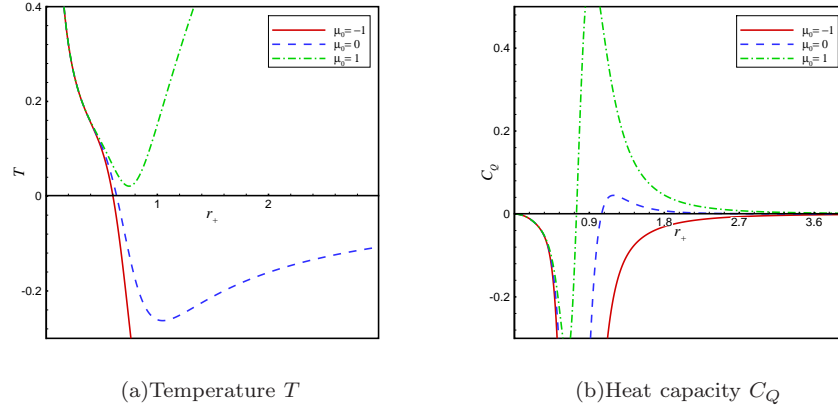 0.4
0.2
0
-0.2
T
1
2
r+
μ0=−1
μ0=0
μ0=1
0.4
0.2
0
-0.2
CQ
0.9
1.8
2.7
3.6
r+
μ0=−1
μ0=0
μ0=1
(a)Temperature T
(b)Heat capacity CQ